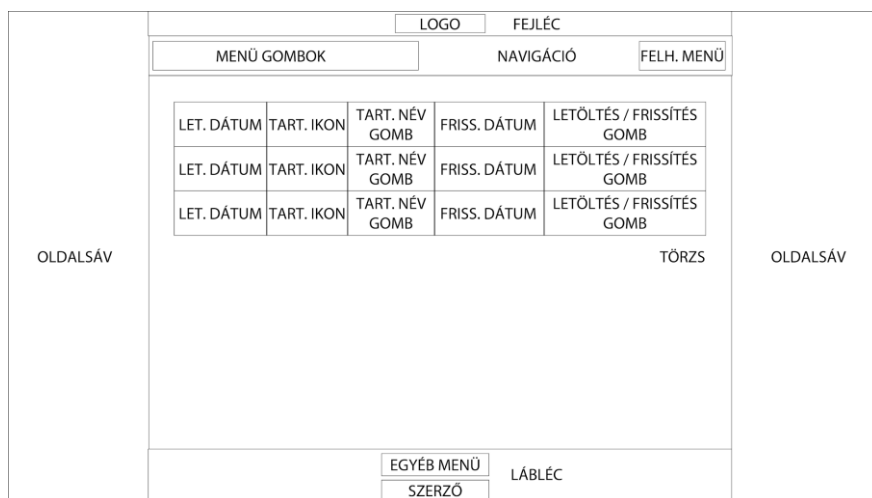 LOGO FEJLÉC
MENÜ GOMBOK NAVIGÁCIÓ FELH. MENÜ
LET. DÁTUM TART. IKON TART. NÉV GOMB FRISS. DÁTUM LETÖLTÉS / FRISSÍTÉS GOMB
LET. DÁTUM TART. IKON TART. NÉV GOMB FRISS. DÁTUM LETÖLTÉS / FRISSÍTÉS GOMB
LET. DÁTUM TART. IKON TART. NÉV GOMB FRISS. DÁTUM LETÖLTÉS / FRISSÍTÉS GOMB
OLDALSÁV TÖRZS OLDALSÁV
EGYÉB MENÜ LÁBLÉC
SZERZŐ